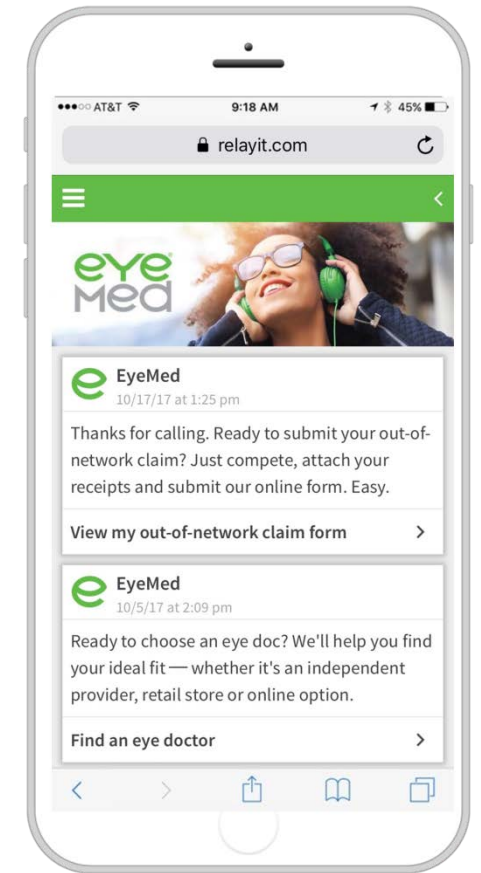 AT&T 9:18 AM 45%
relayit.com
eye
med
EyeMed
10/17/17 at 1:25 pm
Thanks for calling. Ready to submit your out-of-
network claim? Just compete, attach your
receipts and submit our online form. Easy.
View my out-of-network claim form
EyeMed
10/5/17 at 2:09 pm
Ready to choose an eye doc? We'll help you find
your ideal fit — whether it's an independent
provider, retail store or online option.
Find an eye doctor